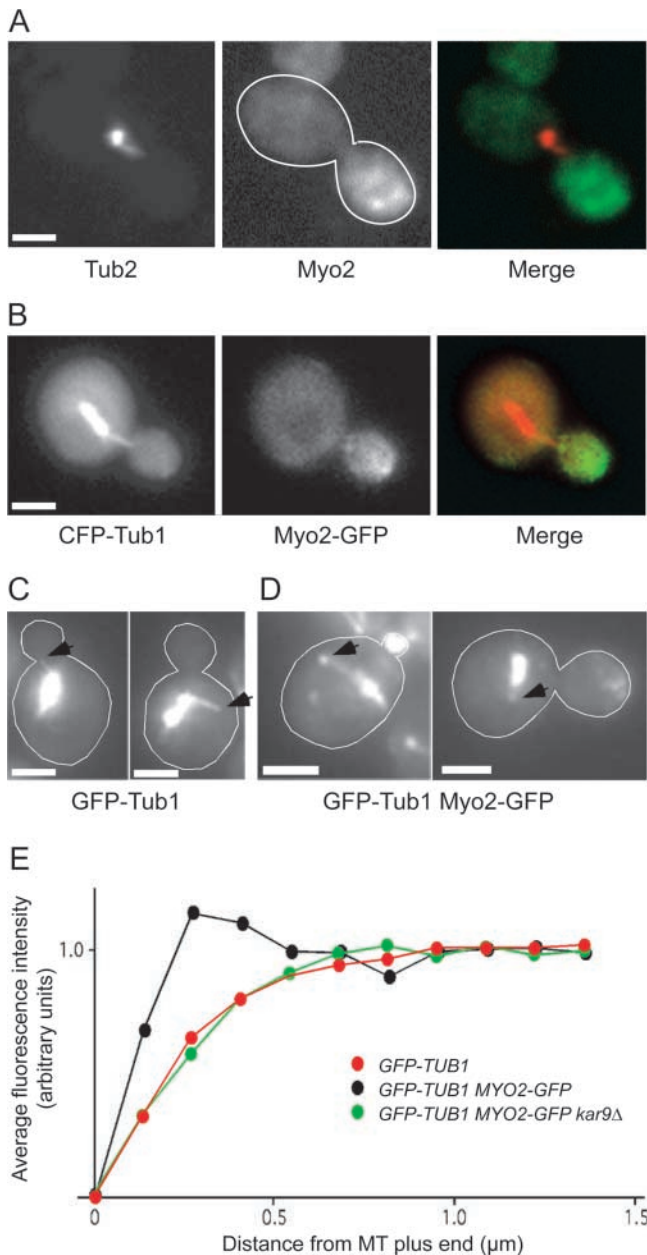 A
Tub2 Myo2 Merge
B
CFP-Tub1 Myo2-GFP Merge
C D
GFP-Tub1 GFP-Tub1 Myo2-GFP
E
Average fluorescence intensity
(arbitrary units)
1.0
GFP-TUB1
GFP-TUB1 MYO2-GFP
GFP-TUB1 MYO2-GFP kar9Δ
0 0.5 1.0 1.5
Distance from MT plus end (μm)